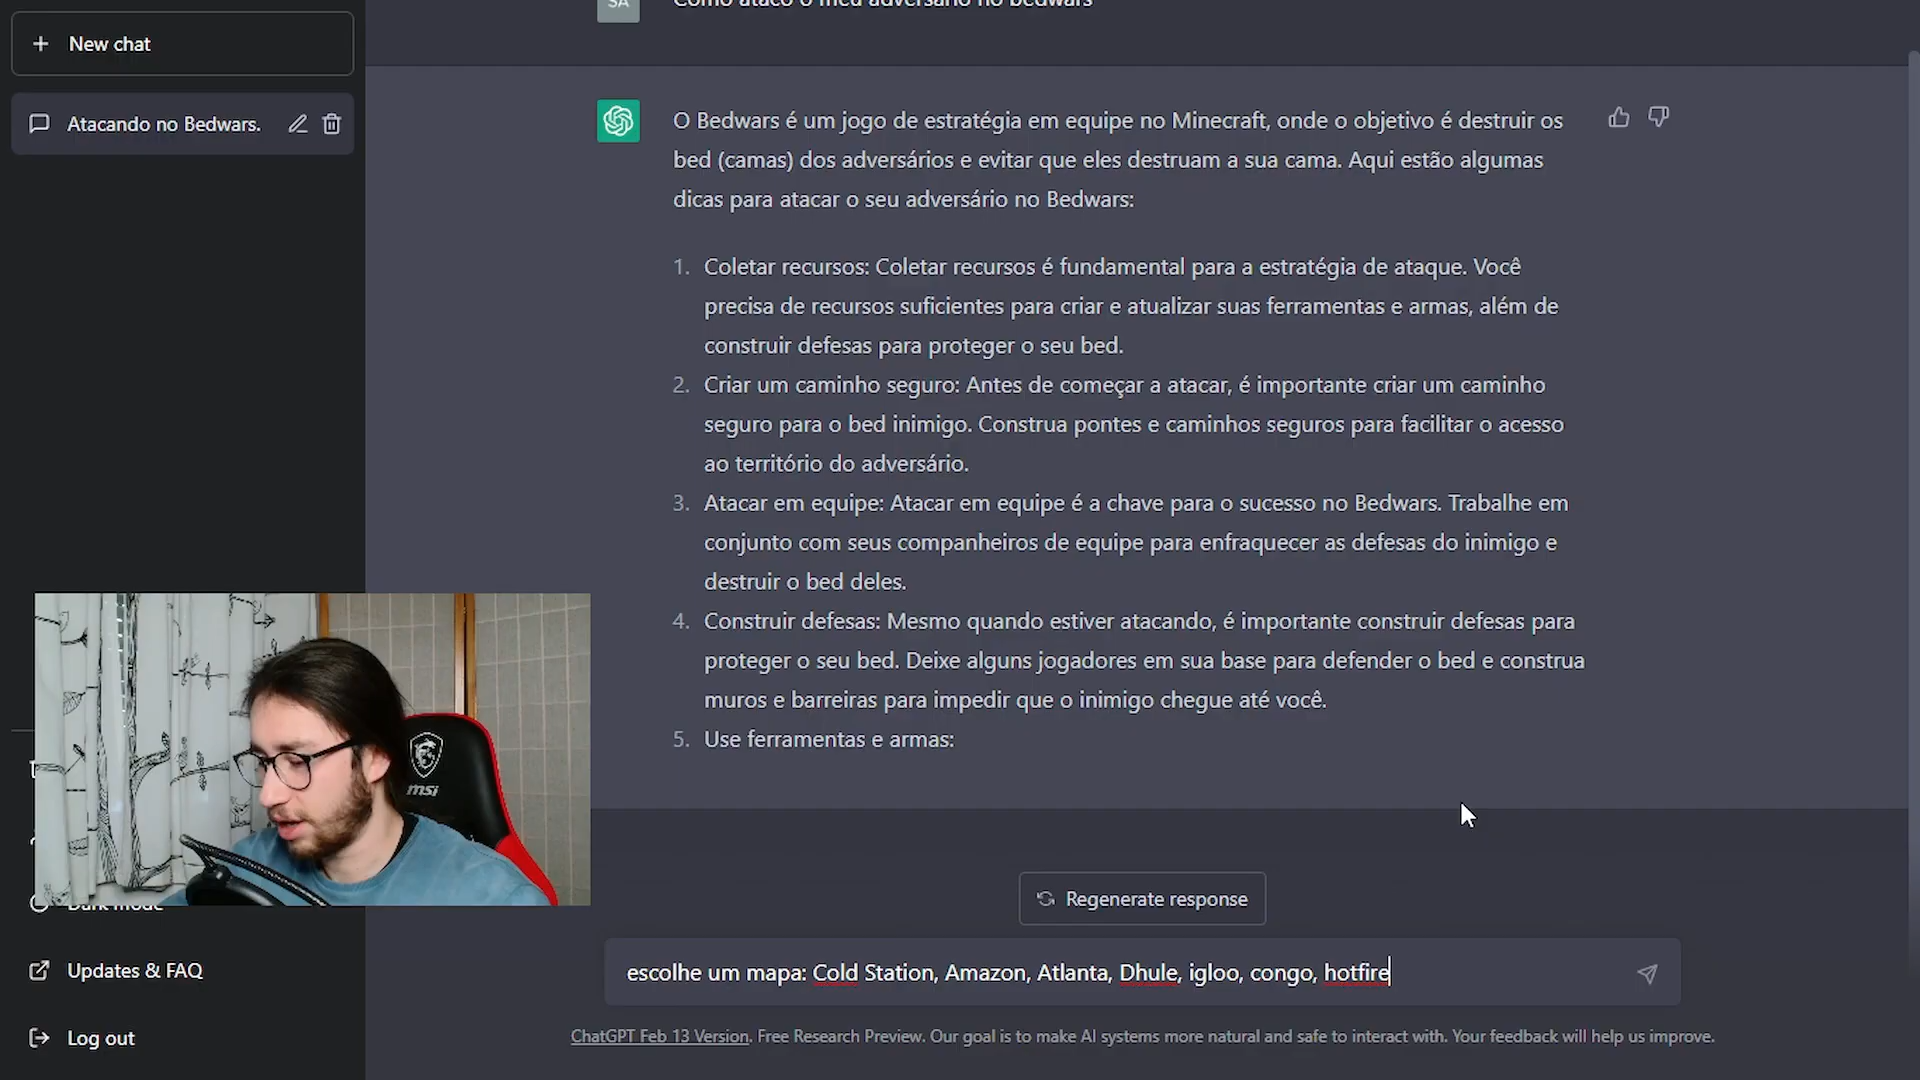 SA
Como ataco o meu adversário no bedwars
New chat
Atacando no Bedwars.
O Bedwars é um jogo de estratégia em equipe no Minecraft, onde o objetivo é destruir os
bed (camas) dos adversários e evitar que eles destruam a sua cama. Aqui estão algumas
dicas para atacar o seu adversário no Bedwars:
1. Coletar recursos: Coletar recursos é fundamental para a estratégia de ataque. Você
precisa de recursos suficientes para criar e atualizar suas ferramentas e armas, além de
construir defesas para proteger o seu bed.
2. Criar um caminho seguro: Antes de começar a atacar, é importante criar um caminho
seguro para o bed inimigo. Construa pontes e caminhos seguros para facilitar o acesso
ao território do adversário.
3. Atacar em equipe: Atacar em equipe é a chave para o sucesso no Bedwars. Trabalhe em
conjunto com seus companheiros de equipe para enfraquecer as defesas do inimigo e
destruir o bed deles.
4. Construir defesas: Mesmo quando estiver atacando, é importante construir defesas para
proteger o seu bed. Deixe alguns jogadores em sua base para defender o bed e construa
muros e barreiras para impedir que o inimigo chegue até você.
5. Use ferramentas e armas:
msi
Dark mode
Updates & FAQ
Log out
Regenerate response
escolhe um mapa: Cold Station, Amazon, Atlanta, Dhule, igloo, congo, hotfire
ChatGPT Feb 13 Version. Free Research Preview. Our goal is to make AI systems more natural and safe to interact with. Your feedback will help us improve.